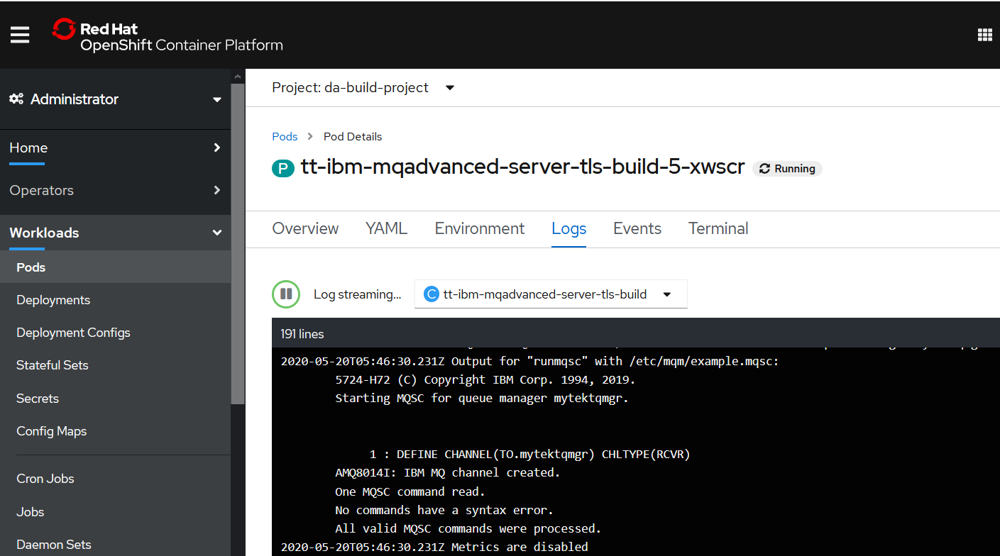 Red Hat
OpenShift Container Platform
Administrator
Home
Operators
Workloads
Pods
Deployments
Deployment Configs
Stateful Sets
Secrets
Config Maps
Cron Jobs
Jobs
Daemon Sets
Project: da-build-project
Pods > Pod Details
P tt-ibm-mqadvanced-server-tls-build-5-xwscr Running
Overview YAML Environment Logs Events Terminal
Log streaming... C tt-ibm-mqadvanced-server-tls-build
191 lines
2020-05-20T05:46:30.231Z Output for "runmqsc" with /etc/mqm/example.mqsc:
5724-H72 (C) Copyright IBM Corp. 1994, 2019.
Starting MQSC for queue manager mytektqmgr.
1 : DEFINE CHANNEL(TO.mytektqmgr) CHLTYPE(RCVR)
AMQ8014I: IBM MQ channel created.
One MQSC command read.
No commands have a syntax error.
All valid MQSC commands were processed.
2020-05-20T05:46:30.231Z Metrics are disabled